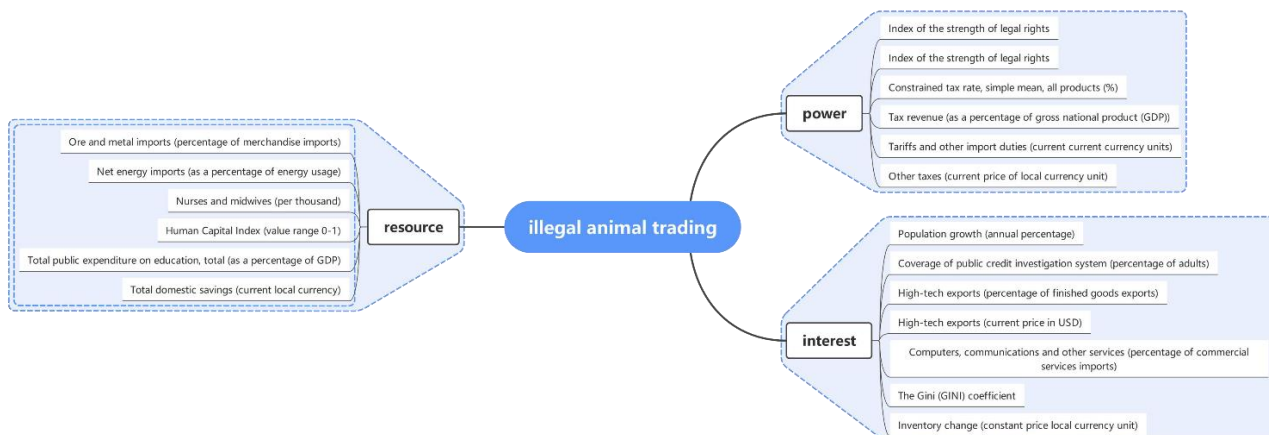 illegal animal trading
power
Index of the strength of legal rights
Index of the strength of legal rights
Constrained tax rate, simple mean, all products (%)
Tax revenue (as a percentage of gross national product (GDP))
Tariffs and other import duties (current current currency units)
Other taxes (current price of local currency unit)
interest
Population growth (annual percentage)
Coverage of public credit investigation system (percentage of adults)
High-tech exports (percentage of finished goods exports)
High-tech exports (current price in USD)
Computers, communications and other services (percentage of commercial
services imports)
The Gini (GINI) coefficient
Inventory change (constant price local currency unit)
resource
Ore and metal imports (percentage of merchandise imports)
Net energy imports (as a percentage of energy usage)
Nurses and midwives (per thousand)
Human Capital Index (value range 0-1)
Total public expenditure on education, total (as a percentage of GDP)
Total domestic savings (current local currency)